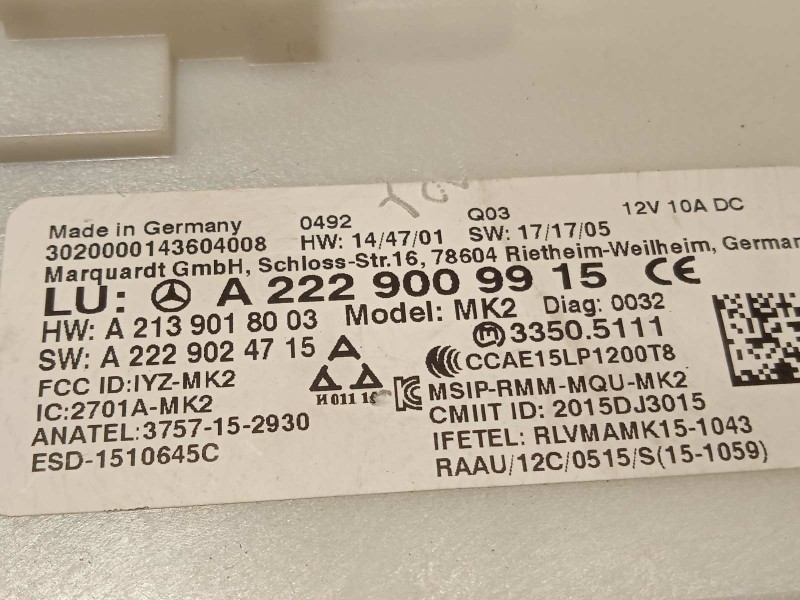 Made in Germany 0492 Q03 12V 10A DC
3020000143604008 HW: 14/47/01 SW: 17/17/05
Marquardt GmbH, Schloss-Str.16, 78604 Rietheim-Weilheim, German
LU: A 222 900 99 15 CE
HW: A 213 901 80 03 Model: MK2 Diag: 0032
SW: A 222 902 47 15 A 3350.5111
CCAE15LP1200T8
FCC ID:IYZ-MK2 MSIP-RMM-MQU-MK2
IC:2701A-MK2 И011 CMIIT ID: 2015DJ3015
ANATEL:3757-15-2930 IFETEL: RLVMAMK15-1043
ESD-1510645C RAAU/12C/0515/S(15-1059)